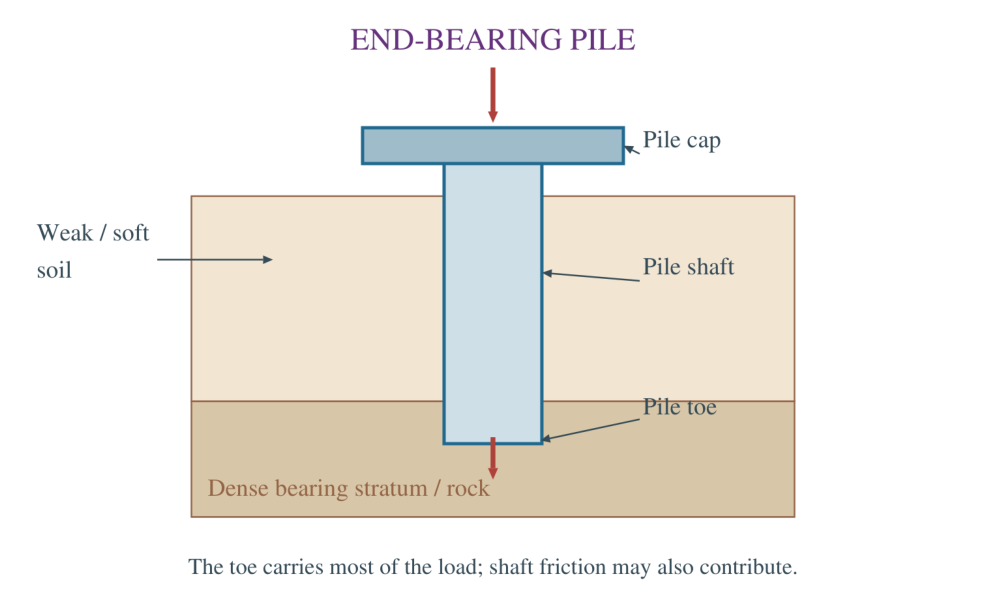 END-BEARING PILE
Pile cap
Weak / soft
soil
Pile shaft
Pile toe
Dense bearing stratum / rock
The toe carries most of the load; shaft friction may also contribute.